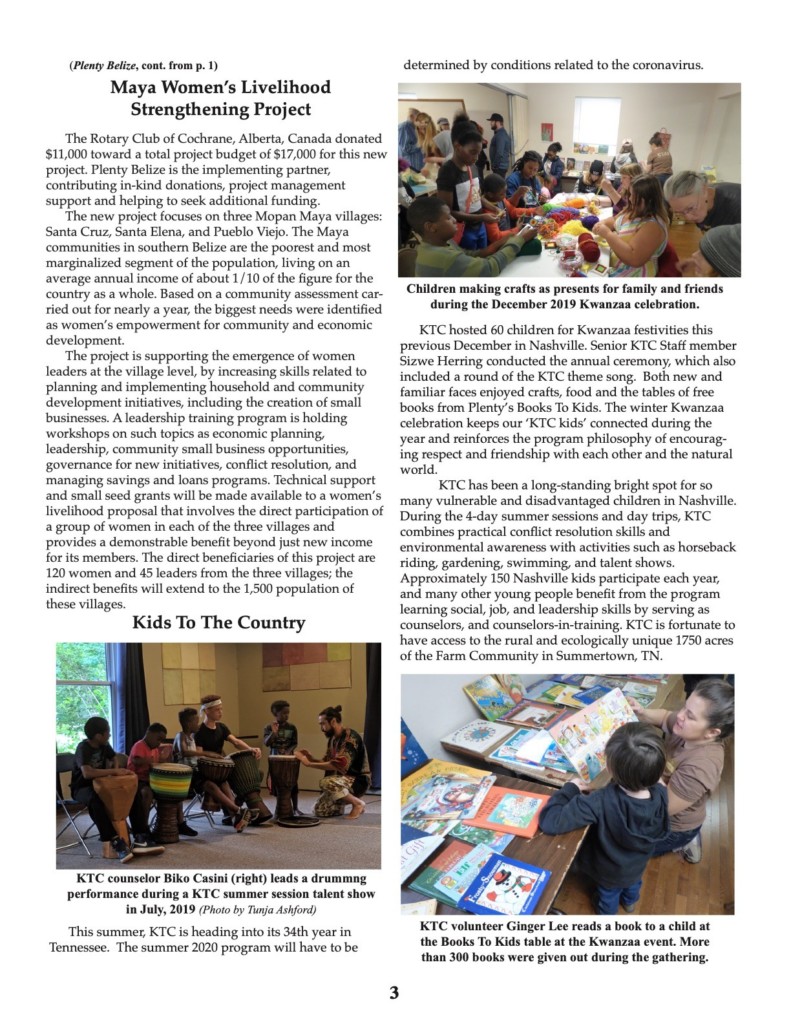 (Plenty Belize, cont. from p. 1)
Maya Women's Livelihood
Strengthening Project
The Rotary Club of Cochrane, Alberta, Canada donated
$11,000 toward a total project budget of $17,000 for this new
project. Plenty Belize is the implementing partner,
contributing in-kind donations, project management
support and helping to seek additional funding.
The new project focuses on three Mopan Maya villages:
Santa Cruz, Santa Elena, and Pueblo Viejo. The Maya
communities in southern Belize are the poorest and most
marginalized segment of the population, living on an
average annual income of about 1/10 of the figure for the
country as a whole. Based on a community assessment car-
ried out for nearly a year, the biggest needs were identified
as women's empowerment for community and economic
development.
The project is supporting the emergence of women
leaders at the village level, by increasing skills related to
planning and implementing household and community
development initiatives, including the creation of small
businesses. A leadership training program is holding
workshops on such topics as economic planning,
leadership, community small business opportunities,
governance for new initiatives, conflict resolution, and
managing savings and loans programs. Technical support
and small seed grants will be made available to a women's
livelihood proposal that involves the direct participation of
a group of women in each of the three villages and
provides a demonstrable benefit beyond just new income
for its members. The direct beneficiaries of this project are
120 women and 45 leaders from the three villages; the
indirect benefits will extend to the 1,500 population of
these villages.
Kids To The Country
KTC counselor Biko Casini (right) leads a drummng
performance during a KTC summer session talent show
in July, 2019 (Photo by Tunja Ashford)
This summer, KTC is heading into its 34th year in
Tennessee. The summer 2020 program will have to be
determined by conditions related to the coronavirus.
Children making crafts as presents for family and friends
during the December 2019 Kwanzaa celebration.
KTC hosted 60 children for Kwanzaa festivities this
previous December in Nashville. Senior KTC Staff member
Sizwe Herring conducted the annual ceremony, which also
included a round of the KTC theme song. Both new and
familiar faces enjoyed crafts, food and the tables of free
books from Plenty's Books To Kids. The winter Kwanzaa
celebration keeps our 'KTC kids' connected during the
year and reinforces the program philosophy of encourag-
ing respect and friendship with each other and the natural
world.
KTC has been a long-standing bright spot for so
many vulnerable and disadvantaged children in Nashville.
During the 4-day summer sessions and day trips, KTC
combines practical conflict resolution skills and
environmental awareness with activities such as horseback
riding, gardening, swimming, and talent shows.
Approximately 150 Nashville kids participate each year,
and many other young people benefit from the program
learning social, job, and leadership skills by serving as
counselors, and counselors-in-training. KTC is fortunate to
have access to the rural and ecologically unique 1750 acres
of the Farm Community in Summertown, TN.
KTC volunteer Ginger Lee reads a book to a child at
the Books To Kids table at the Kwanzaa event. More
than 300 books were given out during the gathering.
3